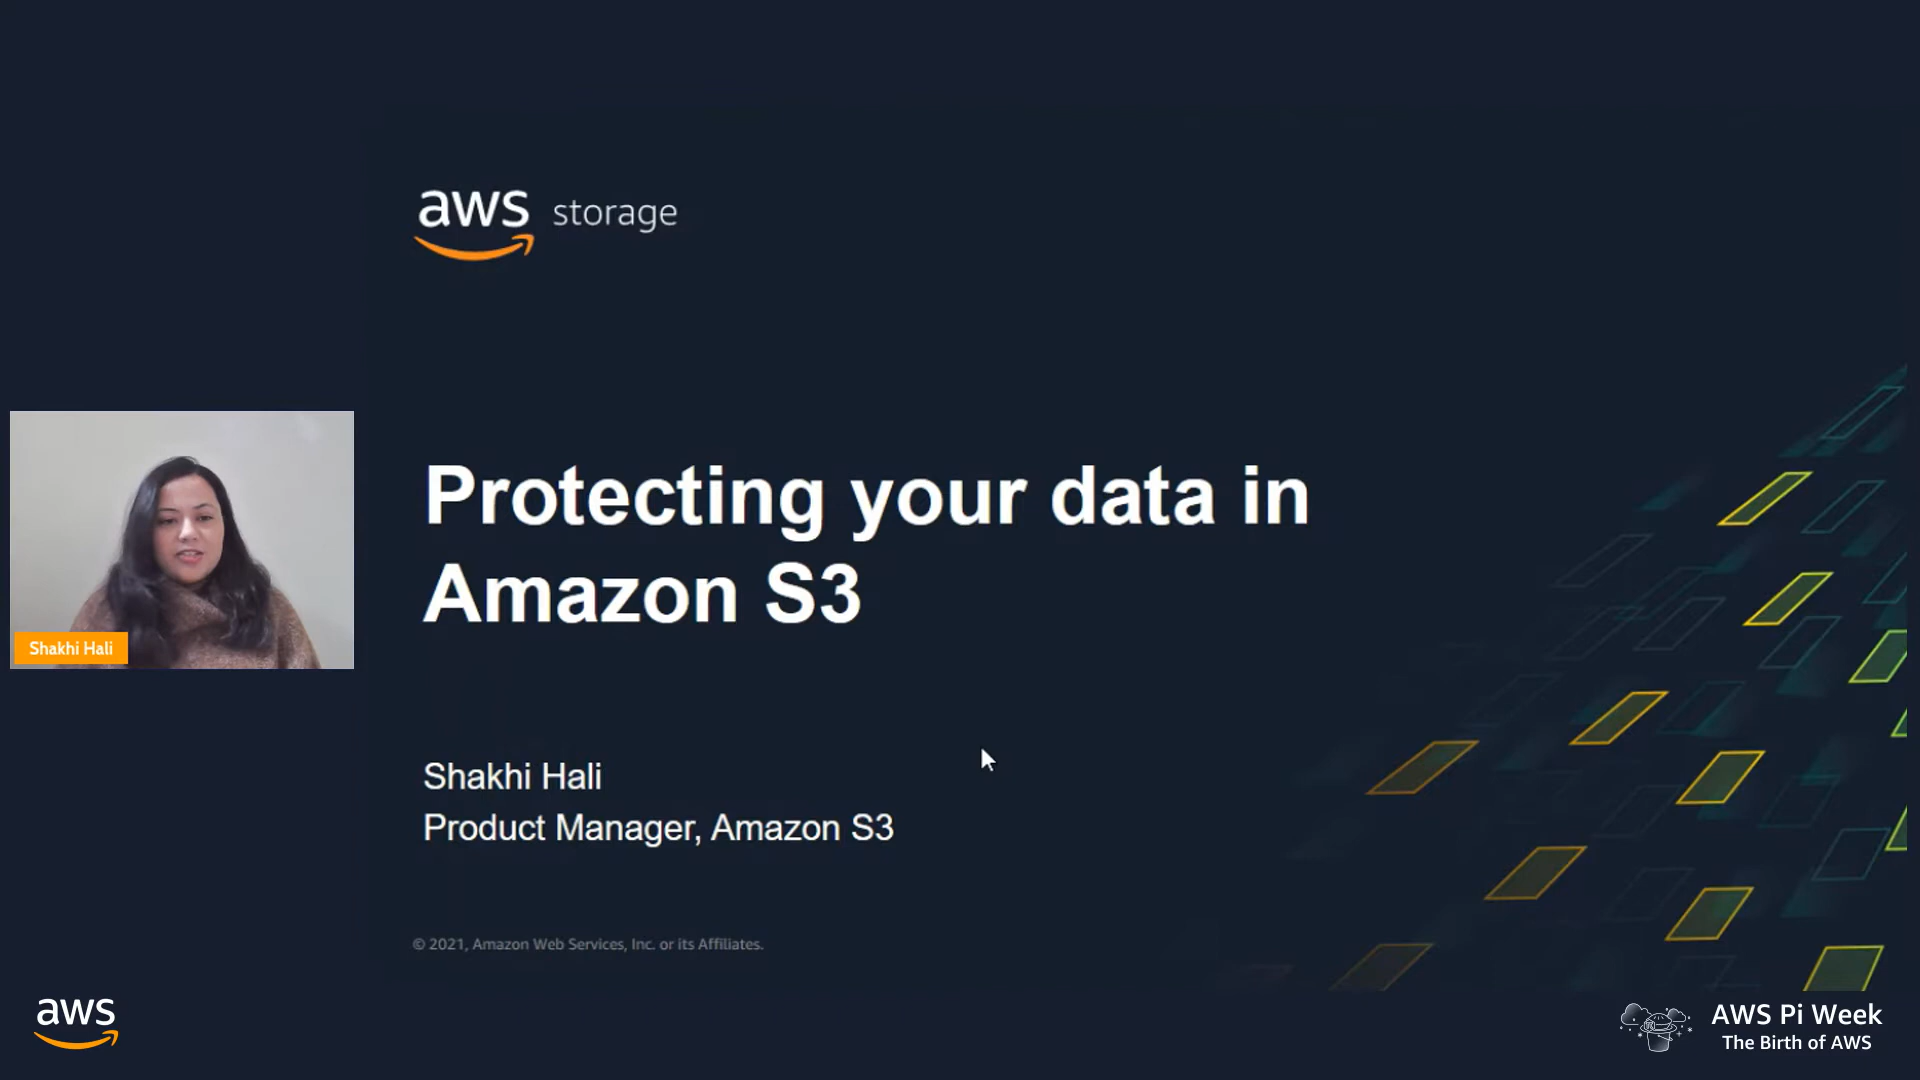 aws storage
Protecting your data in
Amazon S3
Shakhi Hali
Shakhi Hali
Product Manager, Amazon S3
© 2021, Amazon Web Services, Inc. or its Affiliates.
aws
AWS Pi Week
The Birth of AWS